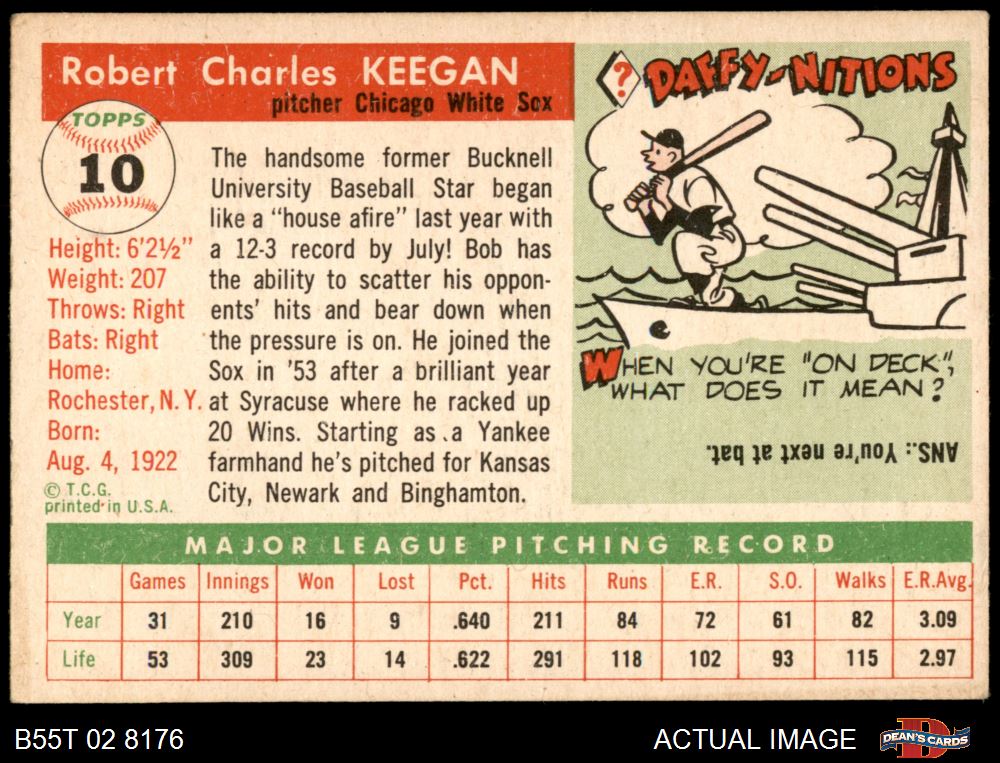 Robert Charles KEEGAN
pitcher Chicago White Sox
TOPPS
10
Height: 6'2½"
Weight: 207
Throws: Right
Bats: Right
Home:
Rochester, N. Y.
Born:
Aug. 4, 1922
© T.C.G.
printed in U.S.A.
The handsome former Bucknell
University Baseball Star began
like a "house afire" last year with
a 12-3 record by July! Bob has
the ability to scatter his oppon-
ents' hits and bear down when
the pressure is on. He joined the
Sox in '53 after a brilliant year
at Syracuse where he racked up
20 Wins. Starting as a Yankee
farmhand he's pitched for Kansas
City, Newark and Binghamton.
? DAFFY-NITIONS
WHEN YOU'RE "ON DECK",
WHAT DOES IT MEAN?
ANS.: You're next at bat.
MAJOR LEAGUE PITCHING RECORD
Games Innings Won Lost Pct. Hits Runs E.R. S.O. Walks E.R.Avg.
Year 31 210 16 9 .640 211 84 72 61 82 3.09
Life 53 309 23 14 .622 291 118 102 93 115 2.97
B55T 02 8176
ACTUAL IMAGE
D
DEAN'S CARDS